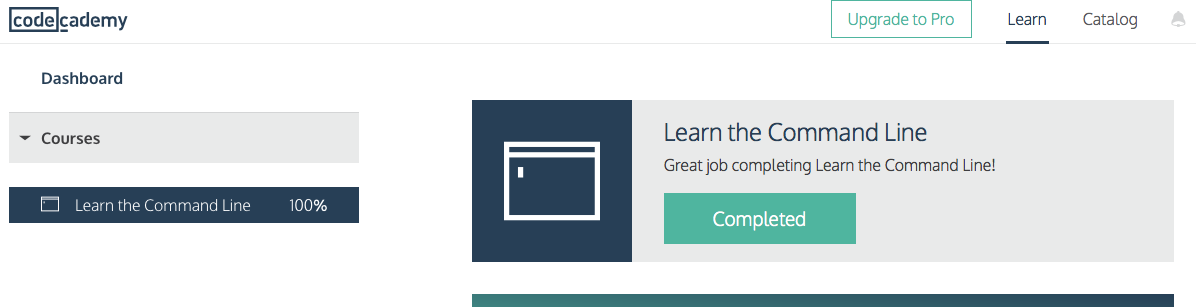 codecademy
Upgrade to Pro
Learn
Catalog
Dashboard
Courses
Learn the Command Line 100%
Learn the Command Line
Great job completing Learn the Command Line!
Completed